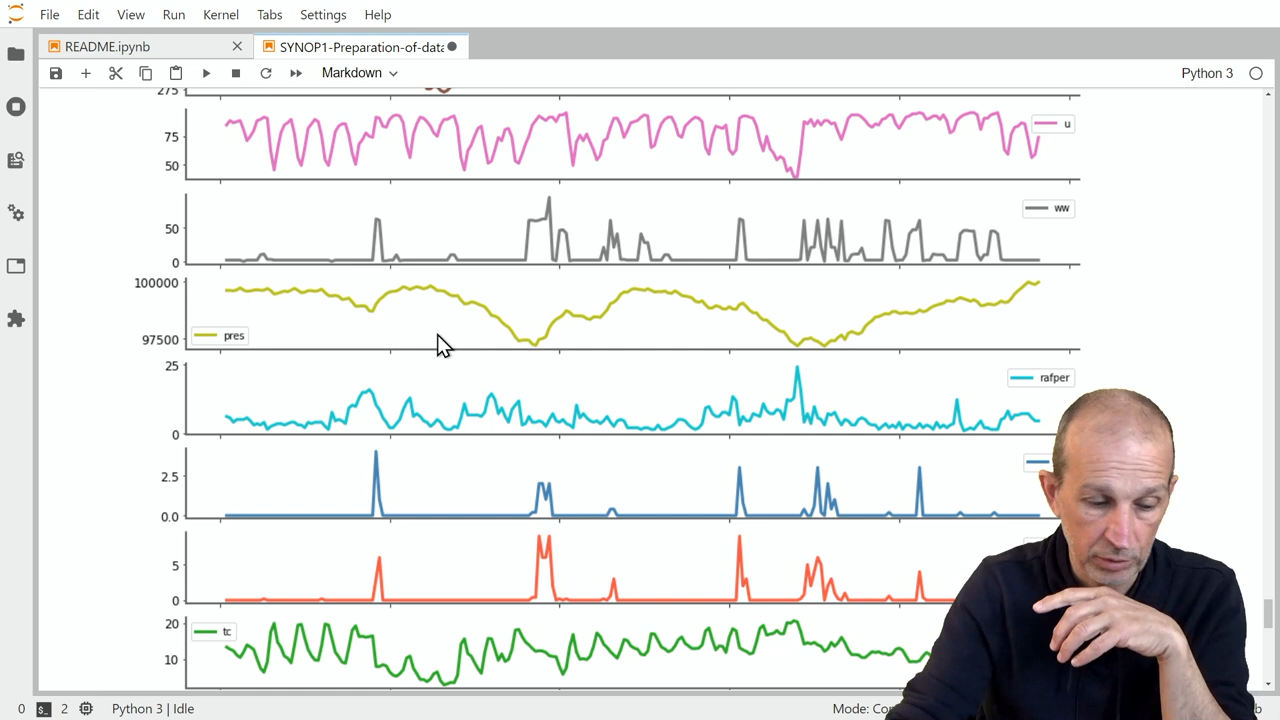 File Edit View Run Kernel Tabs Settings Help
README.ipynb
SYNOP1-Preparation-of-data
Markdown
Python 3
275
75
50
u
50
0
ww
100000
97500
pres
25
0
rafper
2.5
0.0
5
0
20
10
tc
0 2 Python 3 | Idle
Mode: Co